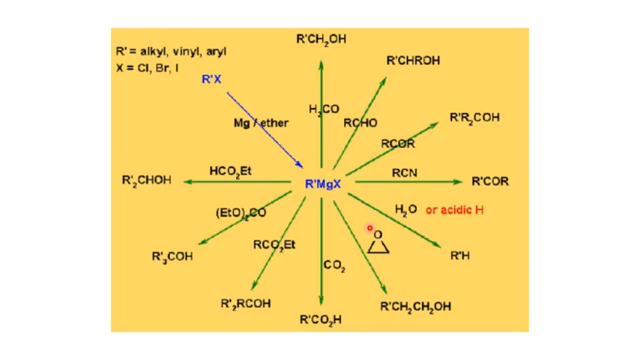 R'CH₂OH
R' = alkyl, vinyl, aryl
X = Cl, Br, I
R'X
R'CHROH
Mg / ether
H₂CO
RCHO
R'R₂COH
RCOR
HCO₂Et
RCN
R'₂CHOH
R'MgX
R'COR
(EtO)₂CO
H₂O or acidic H
O
RCO₂Et
CO₂
R'₃COH
R'H
R'₂RCOH
R'CO₂H
R'CH₂CH₂OH